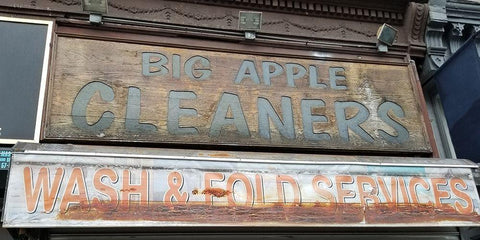 BIG APPLE
CLEANERS
WASH & FOLD SERVICES